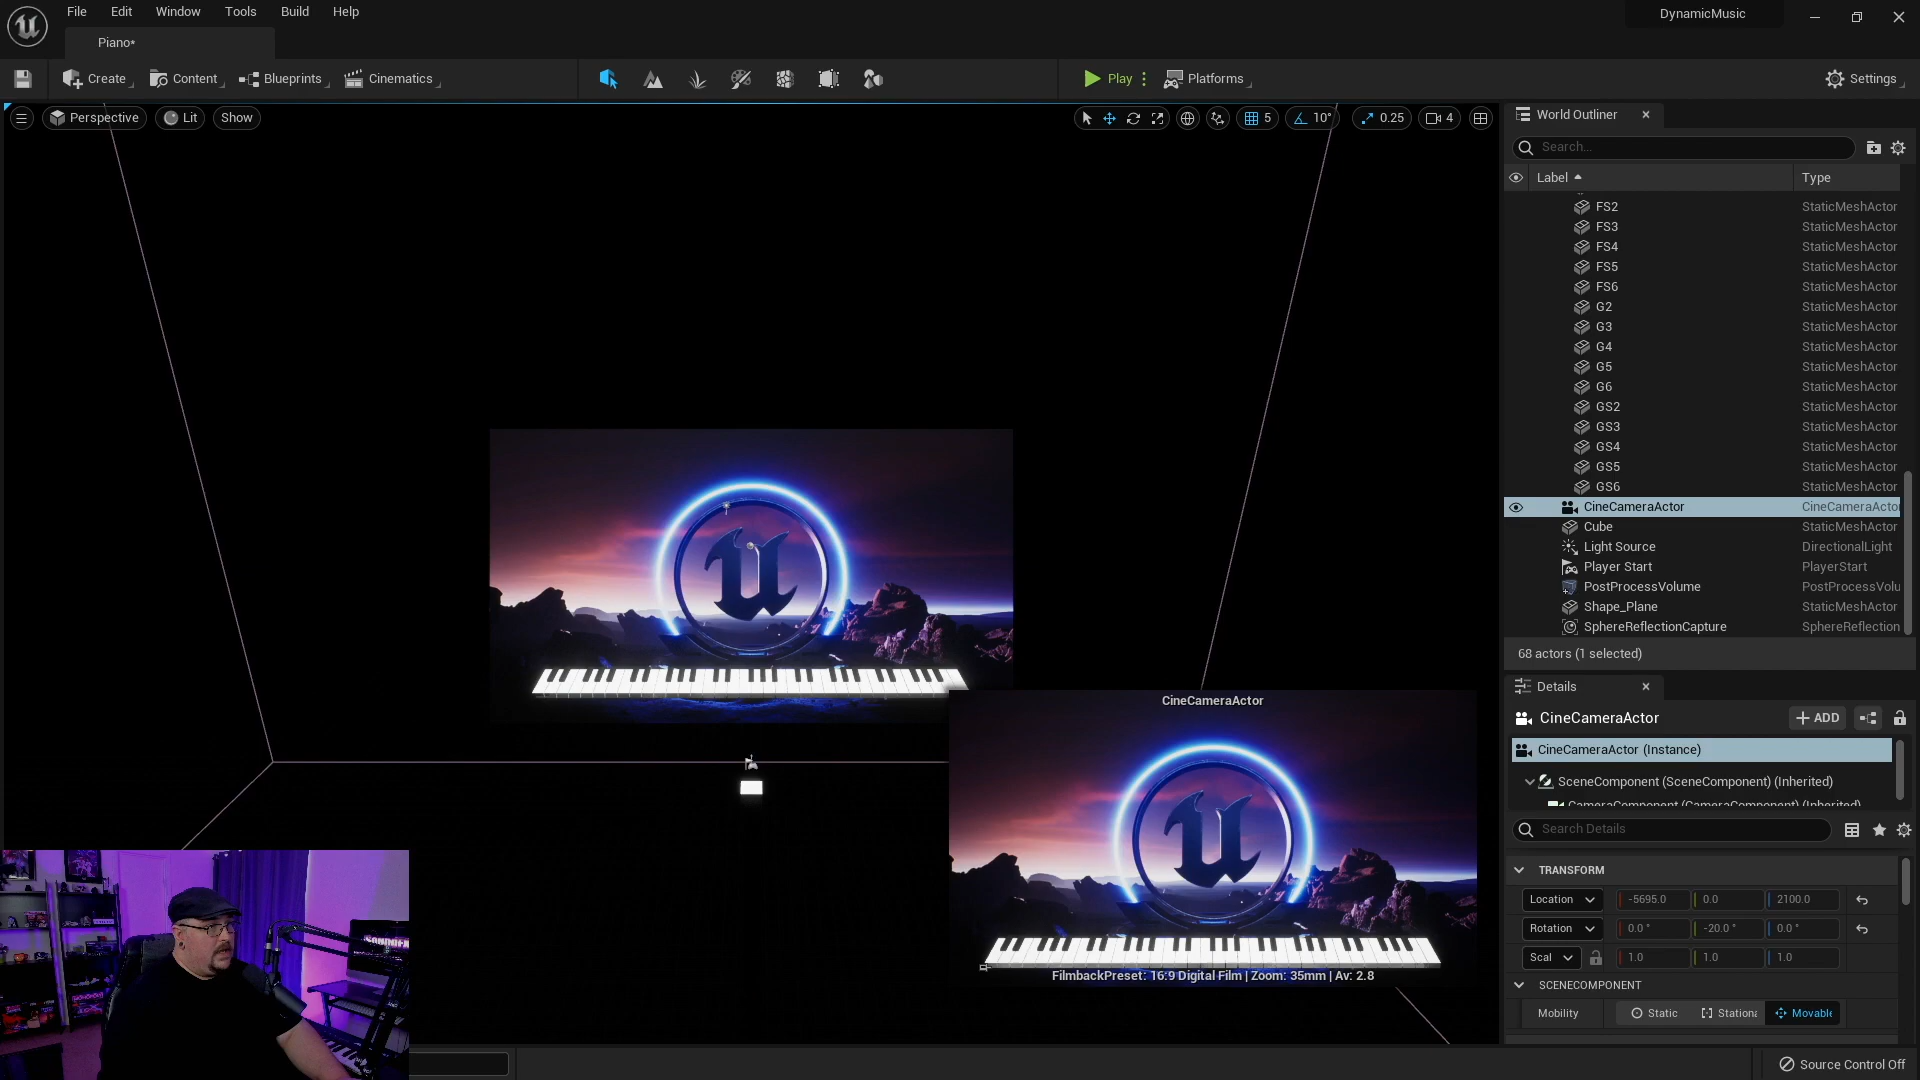 File Edit Window Tools Build Help
DynamicMusic
Piano*
Create Content Blueprints Cinematics Play Platforms Settings
Perspective Lit Show 5 10° 0.25 4
World Outliner
Search...
Label Type
FS2 StaticMeshActor
FS3 StaticMeshActor
FS4 StaticMeshActor
FS5 StaticMeshActor
FS6 StaticMeshActor
G2 StaticMeshActor
G3 StaticMeshActor
G4 StaticMeshActor
G5 StaticMeshActor
G6 StaticMeshActor
GS2 StaticMeshActor
GS3 StaticMeshActor
GS4 StaticMeshActor
GS5 StaticMeshActor
GS6 StaticMeshActor
CineCameraActor CineCameraActo
Cube StaticMeshActor
Light Source DirectionalLight
Player Start PlayerStart
PostProcessVolume PostProcessVolu
Shape_Plane StaticMeshActor
SphereReflectionCapture SphereReflection
68 actors (1 selected)
Details
CineCameraActor ADD
CineCameraActor (Instance)
SceneComponent (SceneComponent) (Inherited)
CameraComponent (CameraComponent) (Inherited)
Search Details
TRANSFORM
Location -5695.0 0.0 2100.0
Rotation 0.0° -20.0° 0.0°
Scal 1.0 1.0 1.0
SCENECOMPONENT
Mobility Static Stationa Movable
CineCameraActor
FilmbackPreset: 16:9 Digital Film | Zoom: 35mm | Av: 2.8
Source Control Off